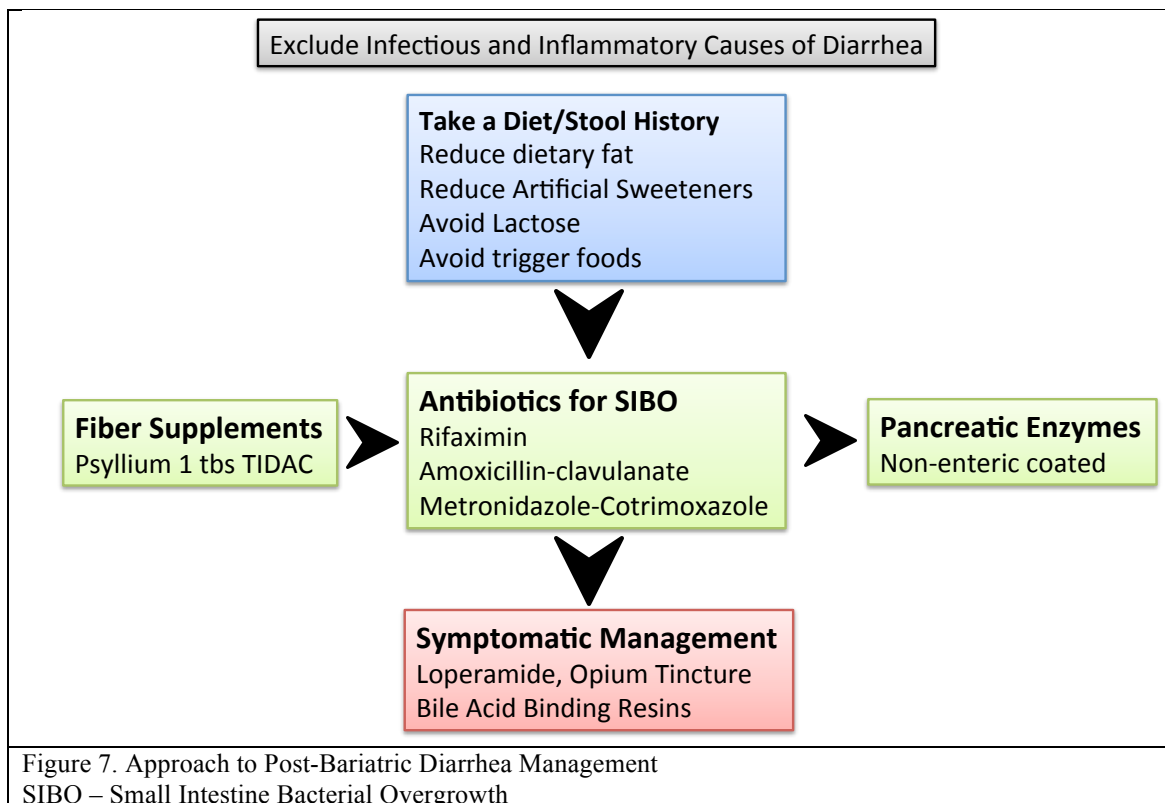 Exclude Infectious and Inflammatory Causes of Diarrhea
Take a Diet/Stool History
Reduce dietary fat
Reduce Artificial Sweeteners
Avoid Lactose
Avoid trigger foods
Fiber Supplements
Psyllium 1 tbs TIDAC
Antibiotics for SIBO
Rifaximin
Amoxicillin-clavulanate
Metronidazole-Cotrimoxazole
Pancreatic Enzymes
Non-enteric coated
Symptomatic Management
Loperamide, Opium Tincture
Bile Acid Binding Resins
Figure 7. Approach to Post-Bariatric Diarrhea Management
SIBO – Small Intestine Bacterial Overgrowth